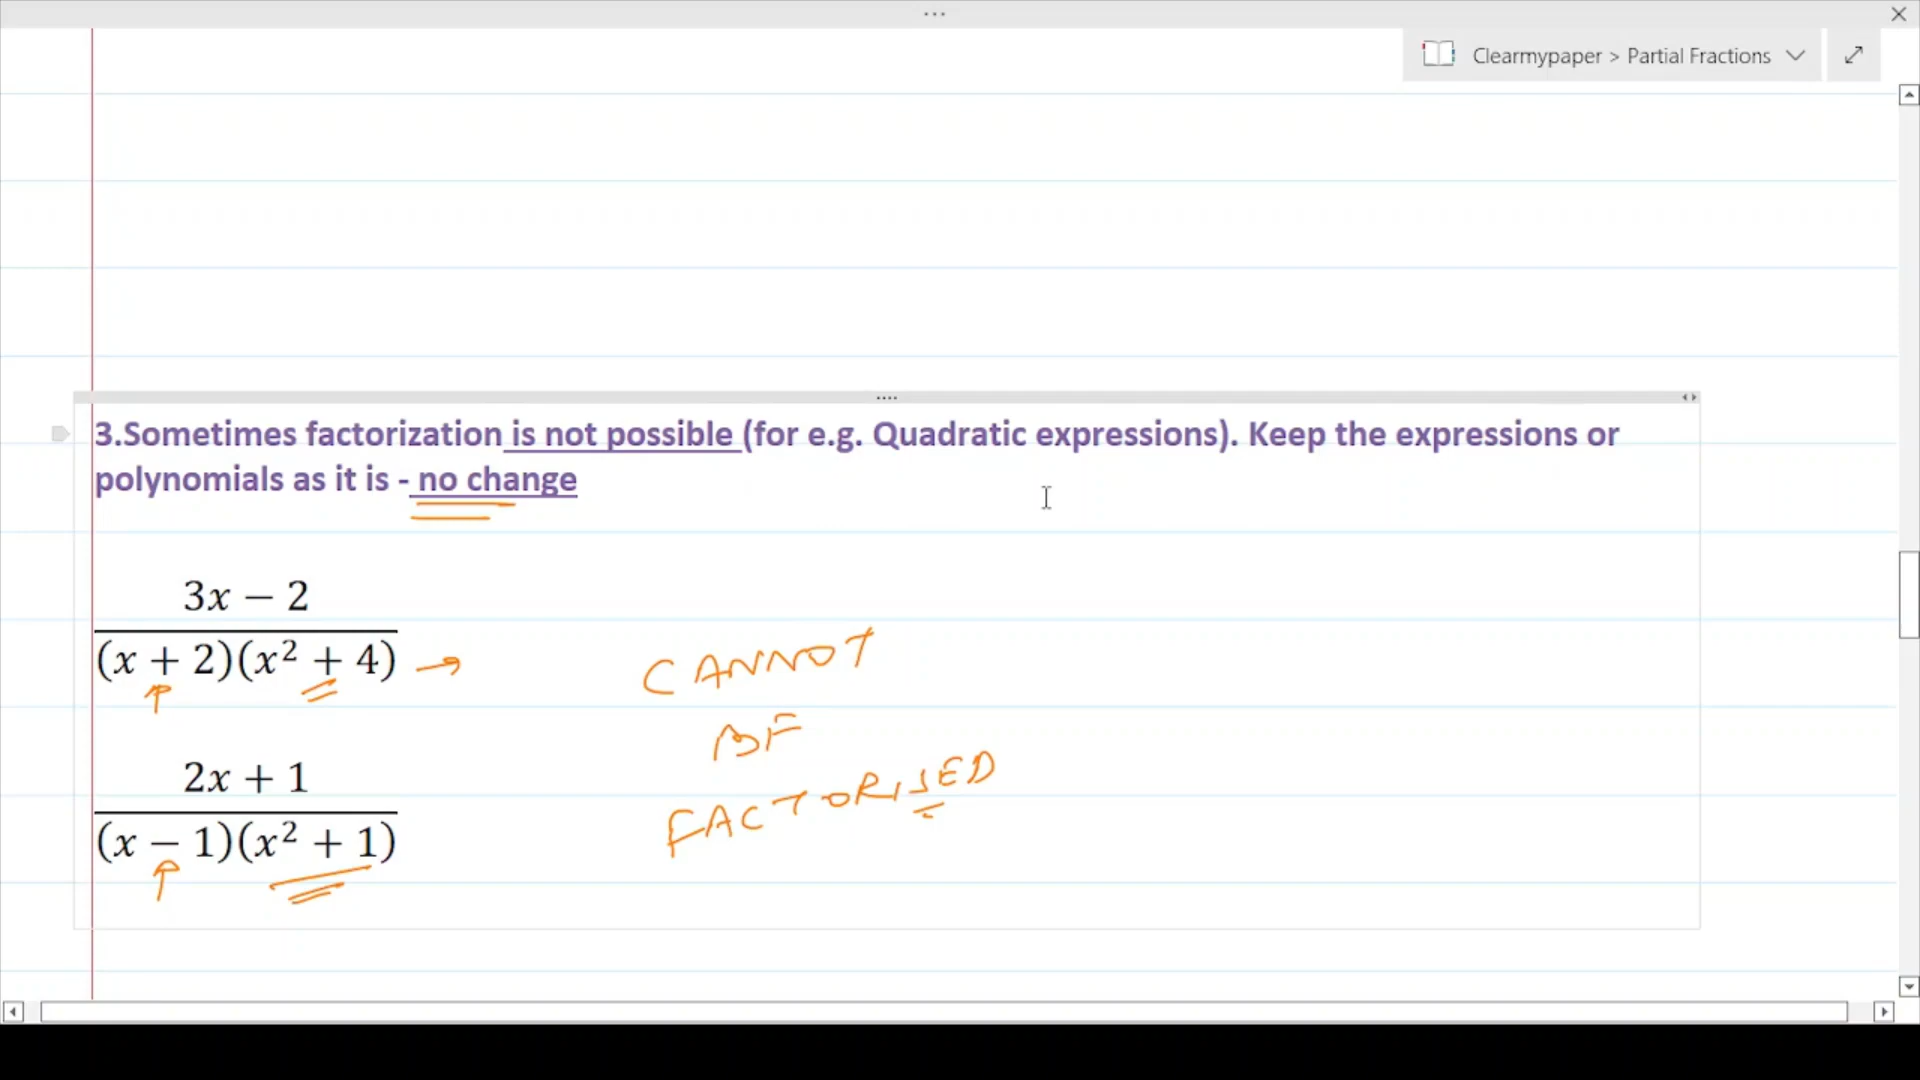 Clearmypaper > Partial Fractions
3.Sometimes factorization is not possible (for e.g. Quadratic expressions). Keep the expressions or
polynomials as it is - no change
3x − 2
(x + 2)(x² + 4)
CANNOT
BE
2x + 1
(x − 1)(x² + 1)
FACTORISED